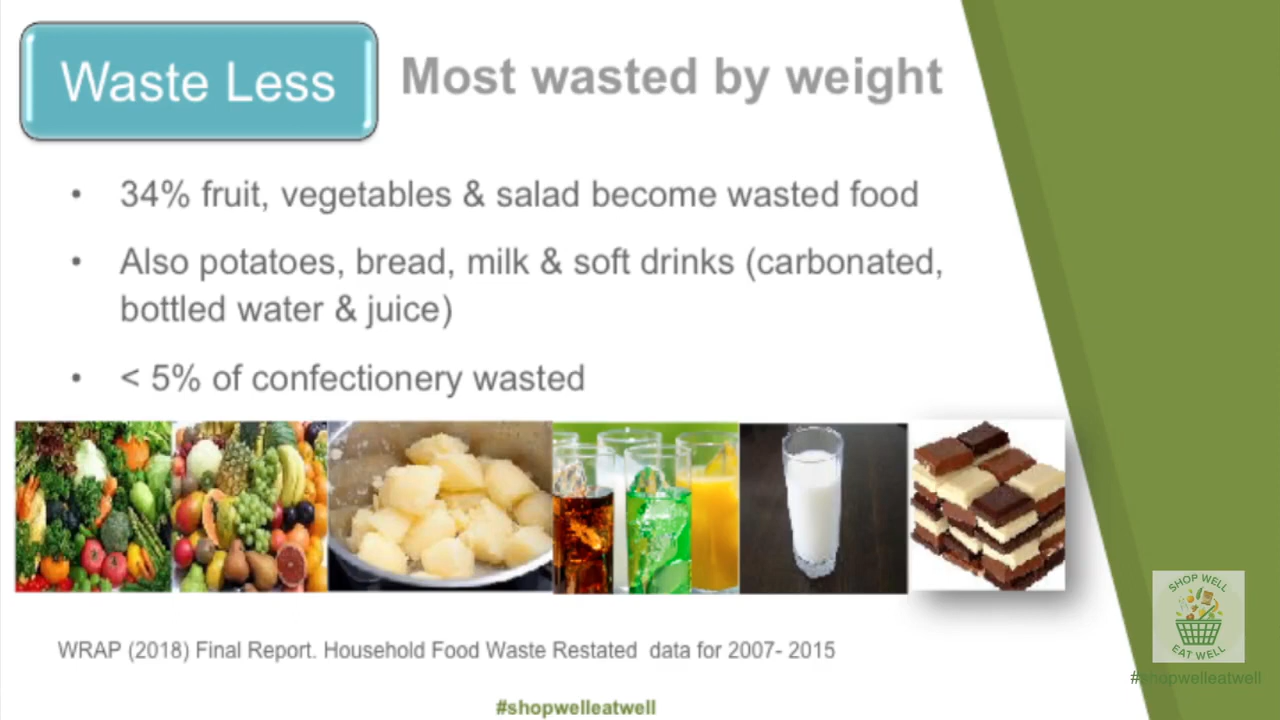 Waste Less
Most wasted by weight
• 34% fruit, vegetables & salad become wasted food
• Also potatoes, bread, milk & soft drinks (carbonated,
bottled water & juice)
• < 5% of confectionery wasted
WRAP (2018) Final Report. Household Food Waste Restated data for 2007- 2015
SHOP WELL
EAT WELL
#shopwelleatwell
#shopwelleatwell